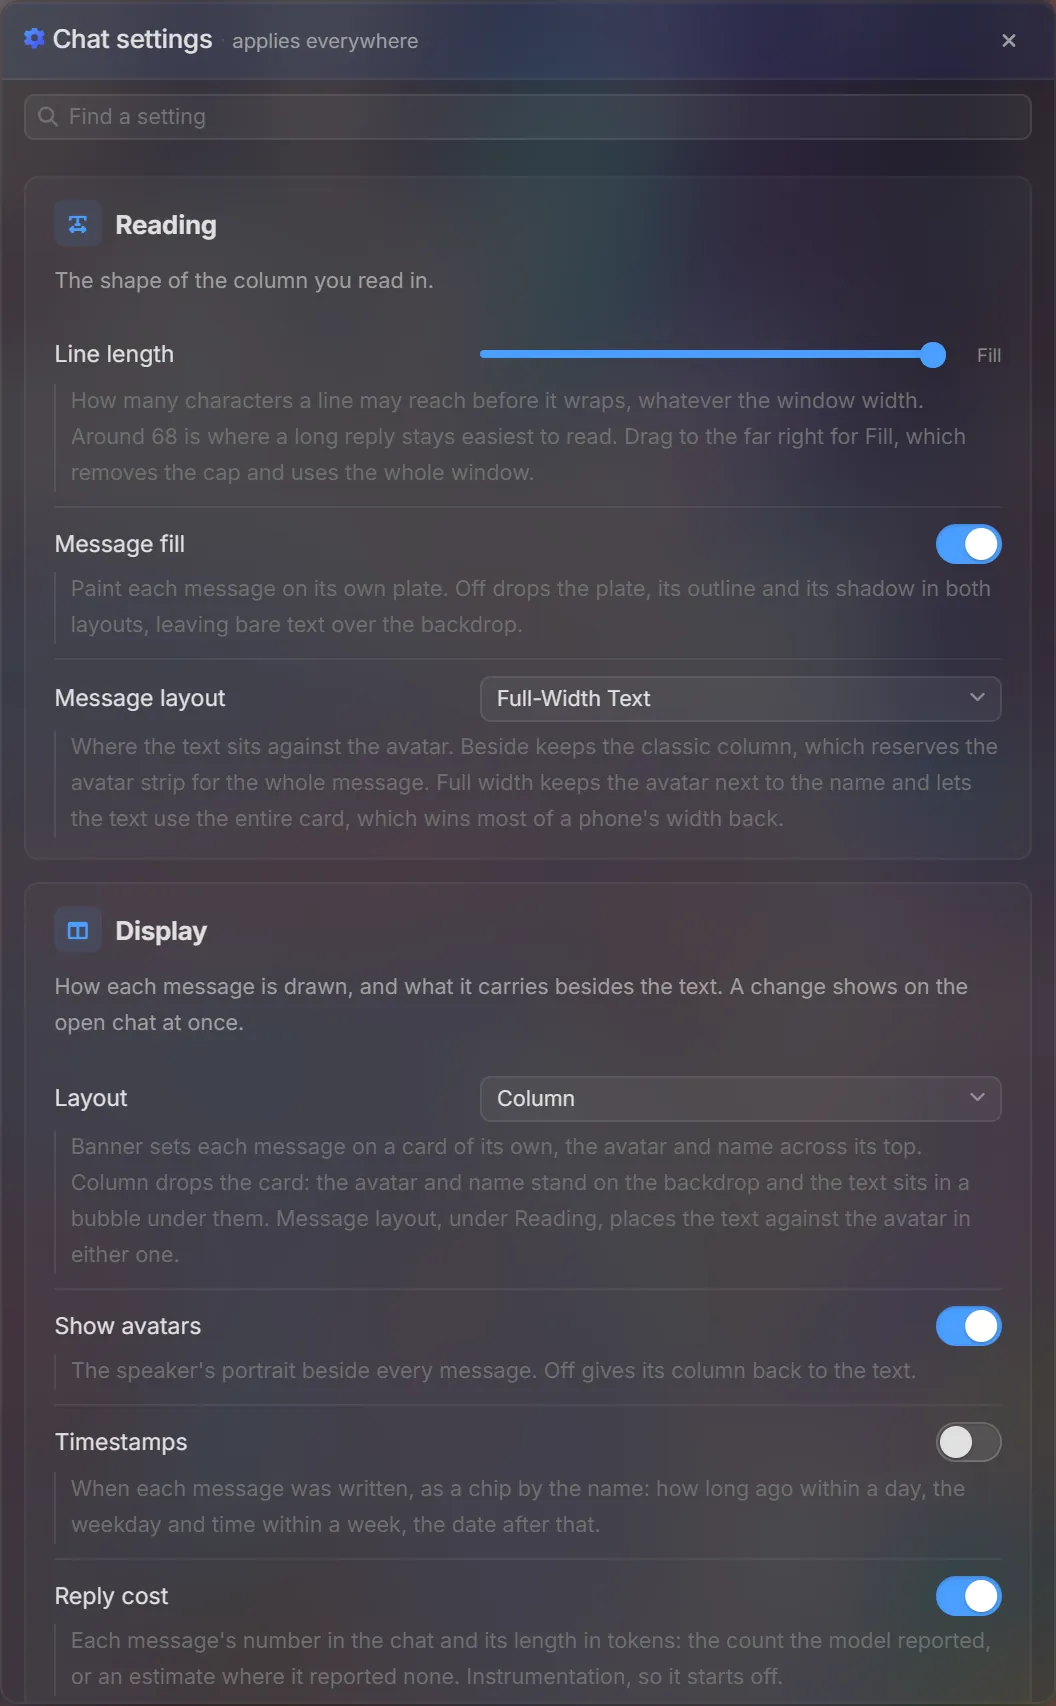 Chat settings · applies everywhere
Find a setting
Reading
The shape of the column you read in.
Line length
Fill
How many characters a line may reach before it wraps, whatever the window width.
Around 68 is where a long reply stays easiest to read. Drag to the far right for Fill, which
removes the cap and uses the whole window.
Message fill
Paint each message on its own plate. Off drops the plate, its outline and its shadow in both
layouts, leaving bare text over the backdrop.
Message layout
Full-Width Text
Where the text sits against the avatar. Beside keeps the classic column, which reserves the
avatar strip for the whole message. Full width keeps the avatar next to the name and lets
the text use the entire card, which wins most of a phone's width back.
Display
How each message is drawn, and what it carries besides the text. A change shows on the
open chat at once.
Layout
Column
Banner sets each message on a card of its own, the avatar and name across its top.
Column drops the card: the avatar and name stand on the backdrop and the text sits in a
bubble under them. Message layout, under Reading, places the text against the avatar in
either one.
Show avatars
The speaker's portrait beside every message. Off gives its column back to the text.
Timestamps
When each message was written, as a chip by the name: how long ago within a day, the
weekday and time within a week, the date after that.
Reply cost
Each message's number in the chat and its length in tokens: the count the model reported,
or an estimate where it reported none. Instrumentation, so it starts off.